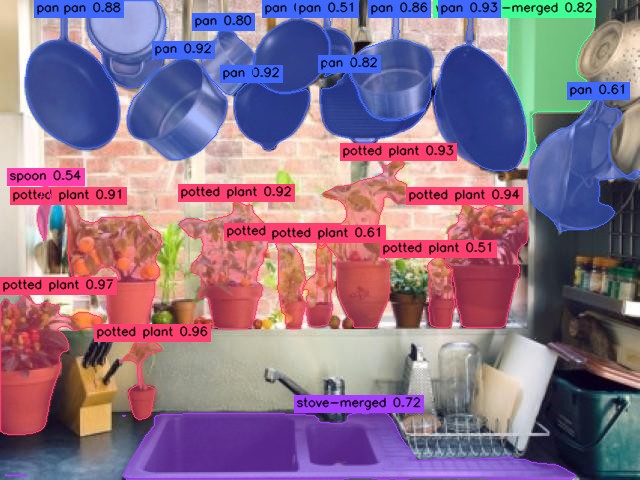 pan pan 0.88
pan (pan 0.51
pan 0.86
pan 0.93
-merged 0.82
pan 0.80
pan 0.92
pan 0.82
pan 0.92
pan 0.61
potted plant 0.93
spoon 0.54
potted plant 0.91
potted plant 0.92
potted plant 0.94
potted potted plant 0.61
potted plant 0.51
potted plant 0.97
potted plant 0.96
stove-merged 0.72